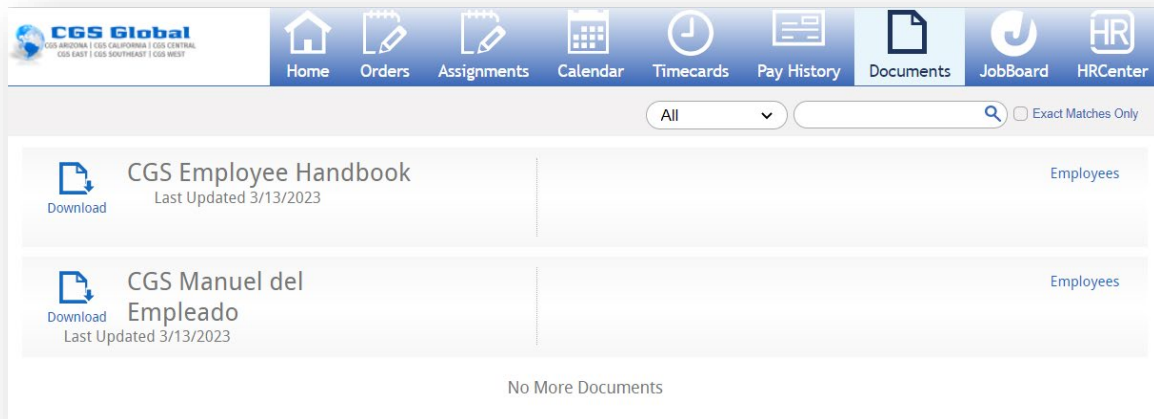 CGS Global
CGS ARIZONA | CGS CALIFORNIA | CGS CENTRAL
CGS EAST | CGS SOUTHEAST | CGS WEST
Home Orders Assignments Calendar Timecards Pay History Documents JobBoard HR HRCenter
All Exact Matches Only
CGS Employee Handbook
Last Updated 3/13/2023
Download
Employees
CGS Manuel del
Empleado
Last Updated 3/13/2023
Download
Employees
No More Documents